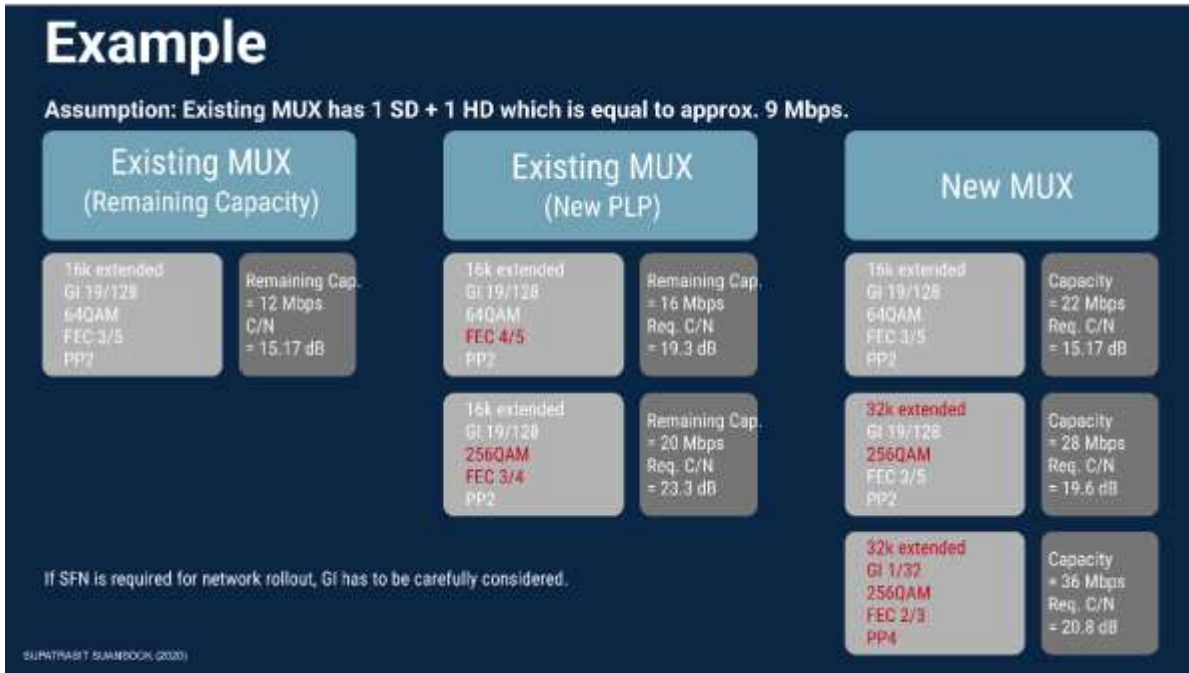 Example
Assumption: Existing MUX has 1 SD + 1 HD which is equal to approx. 9 Mbps.
Existing MUX
(Remaining Capacity)
16k extended
GI 19/128
64QAM
FEC 3/5
PP2
Remaining Cap.
= 12 Mbps
C/N
= 15.17 dB
Existing MUX
(New PLP)
16k extended
GI 19/128
64QAM
FEC 4/5
PP2
Remaining Cap.
= 16 Mbps
Req. C/N
= 19.3 dB
16k extended
GI 19/128
256QAM
FEC 3/4
PP2
Remaining Cap.
= 20 Mbps
Req. C/N
= 23.3 dB
New MUX
16k extended
GI 19/128
64QAM
FEC 3/5
PP2
Capacity
= 22 Mbps
Req. C/N
= 15.17 dB
32k extended
GI 19/128
256QAM
FEC 3/5
PP2
Capacity
= 28 Mbps
Req. C/N
= 19.6 dB
32k extended
GI 1/32
256QAM
FEC 2/3
PP4
Capacity
= 36 Mbps
Req. C/N
= 20.8 dB
If SFN is required for network rollout, GI has to be carefully considered.
SUPATRASIT SUANSOOK (2020)